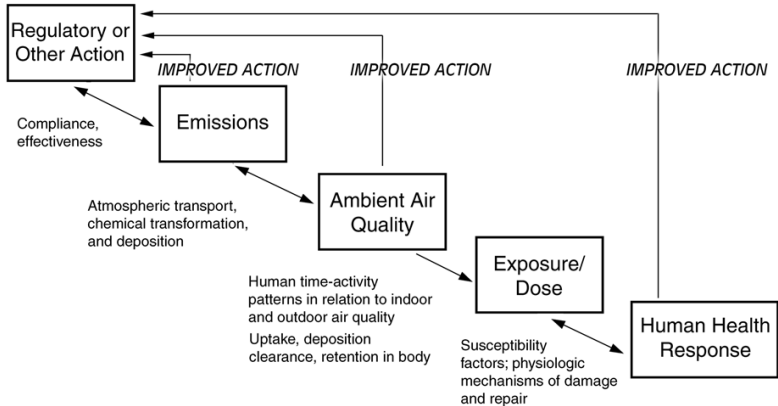 Regulatory or
Other Action
IMPROVED ACTION
IMPROVED ACTION
IMPROVED ACTION
Compliance,
effectiveness
Emissions
Atmospheric transport,
chemical transformation,
and deposition
Ambient Air
Quality
Human time-activity
patterns in relation to indoor
and outdoor air quality
Uptake, deposition
clearance, retention in body
Exposure/
Dose
Susceptibility
factors; physiologic
mechanisms of damage
and repair
Human Health
Response